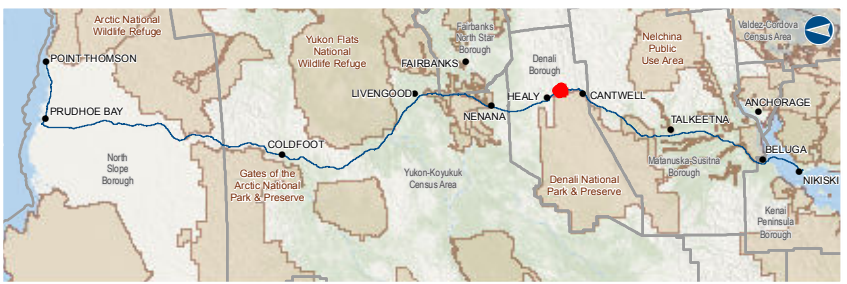 Arctic National
Wildlife Refuge
POINT THOMSON
PRUDHOE BAY
North
Slope
Borough
COLDFOOT
Gates of the
Arctic National
Park & Preserve
Yukon Flats
National
Wildlife Refuge
LIVENGOOD
FAIRBANKS
Fairbanks
North Star
Borough
NENANA
Yukon-Koyukuk
Census Area
Denali
Borough
HEALY
CANTWELL
Denali National
Park & Preserve
Nelchina
Public
Use Area
TALKEETNA
Matanuska-Susitna
Borough
Valdez-Cordova
Census Area
ANCHORAGE
BELUGA
NIKISKI
Kenai
Peninsula
Borough